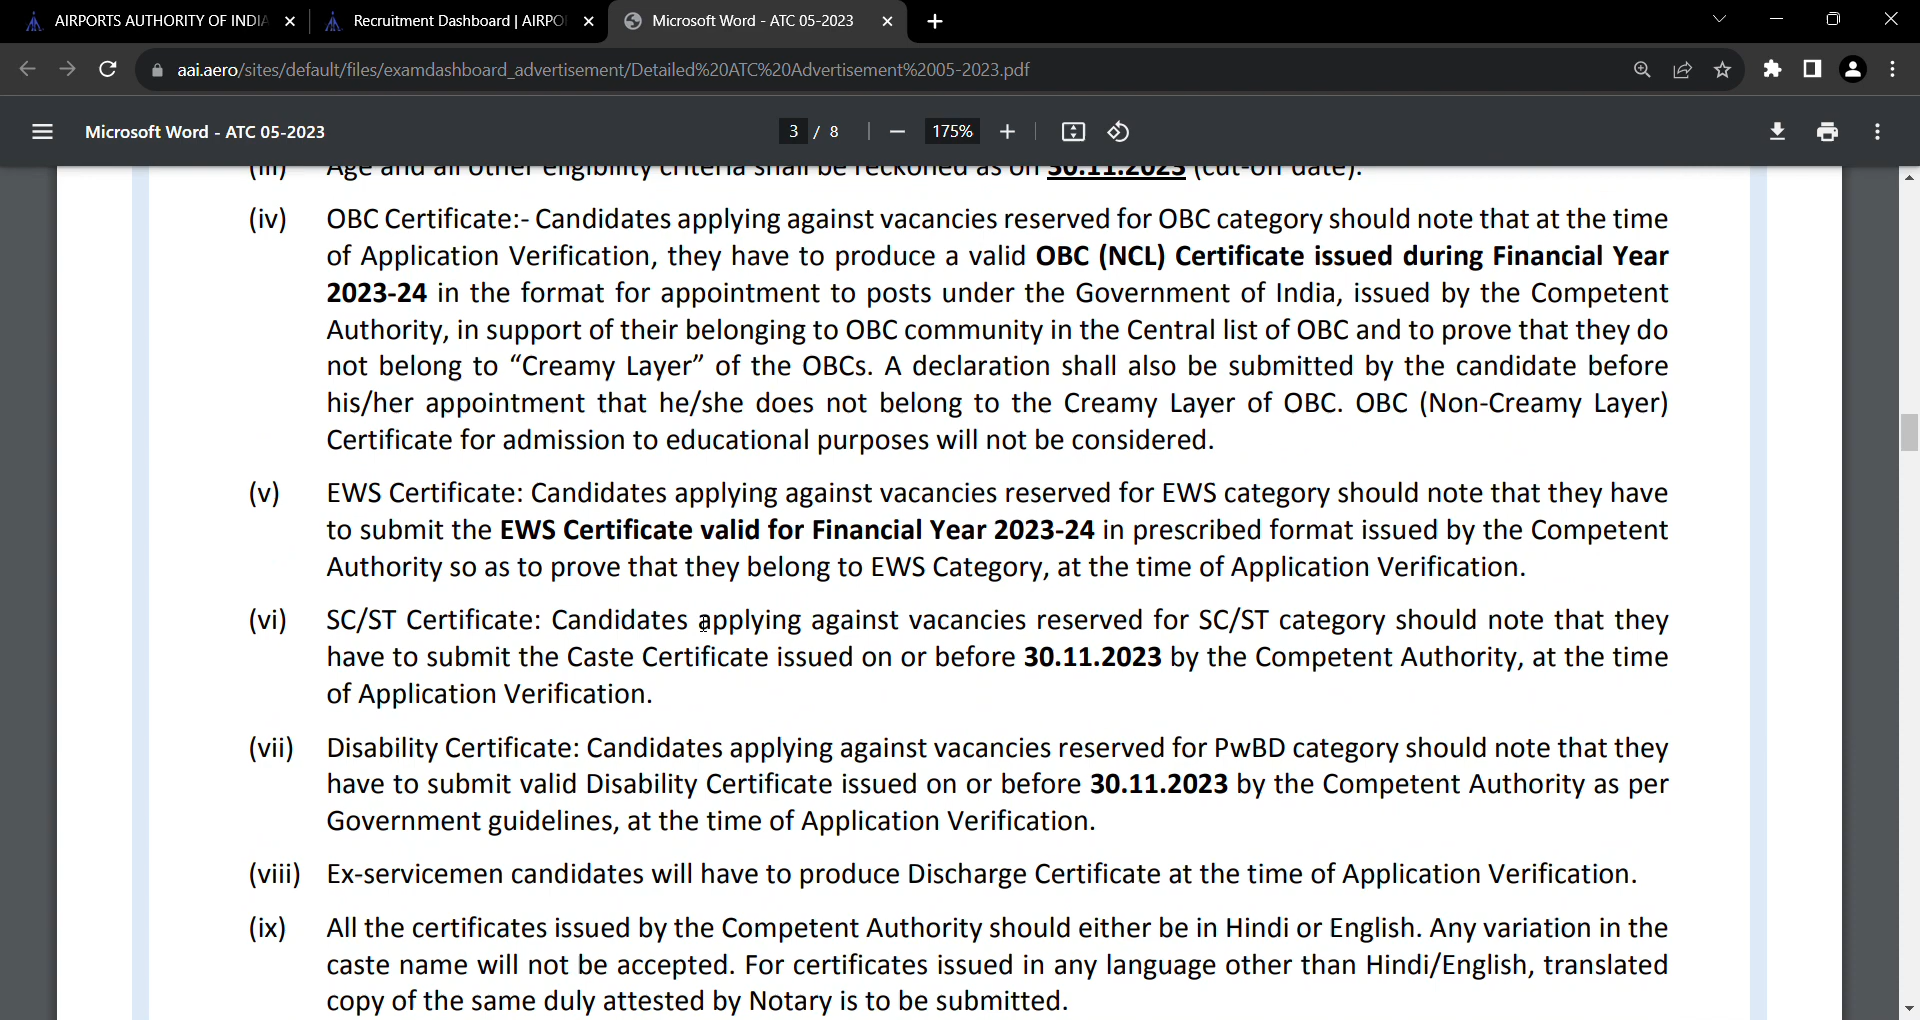 AIRPORTS AUTHORITY OF INDIA
Recruitment Dashboard | AIRPO
Microsoft Word - ATC 05-2023
aai.aero/sites/default/files/examdashboard_advertisement/Detailed%20ATC%20Advertisement%2005-2023.pdf
Microsoft Word - ATC 05-2023
3 / 8
175%
(iii) Age and all other eligibility criteria shall be reckoned as on 30.11.2023 (cut-off date).
(iv) OBC Certificate:- Candidates applying against vacancies reserved for OBC category should note that at the time
of Application Verification, they have to produce a valid OBC (NCL) Certificate issued during Financial Year
2023-24 in the format for appointment to posts under the Government of India, issued by the Competent
Authority, in support of their belonging to OBC community in the Central list of OBC and to prove that they do
not belong to “Creamy Layer” of the OBCs. A declaration shall also be submitted by the candidate before
his/her appointment that he/she does not belong to the Creamy Layer of OBC. OBC (Non-Creamy Layer)
Certificate for admission to educational purposes will not be considered.
(v) EWS Certificate: Candidates applying against vacancies reserved for EWS category should note that they have
to submit the EWS Certificate valid for Financial Year 2023-24 in prescribed format issued by the Competent
Authority so as to prove that they belong to EWS Category, at the time of Application Verification.
(vi) SC/ST Certificate: Candidates applying against vacancies reserved for SC/ST category should note that they
have to submit the Caste Certificate issued on or before 30.11.2023 by the Competent Authority, at the time
of Application Verification.
(vii) Disability Certificate: Candidates applying against vacancies reserved for PwBD category should note that they
have to submit valid Disability Certificate issued on or before 30.11.2023 by the Competent Authority as per
Government guidelines, at the time of Application Verification.
(viii) Ex-servicemen candidates will have to produce Discharge Certificate at the time of Application Verification.
(ix) All the certificates issued by the Competent Authority should either be in Hindi or English. Any variation in the
caste name will not be accepted. For certificates issued in any language other than Hindi/English, translated
copy of the same duly attested by Notary is to be submitted.